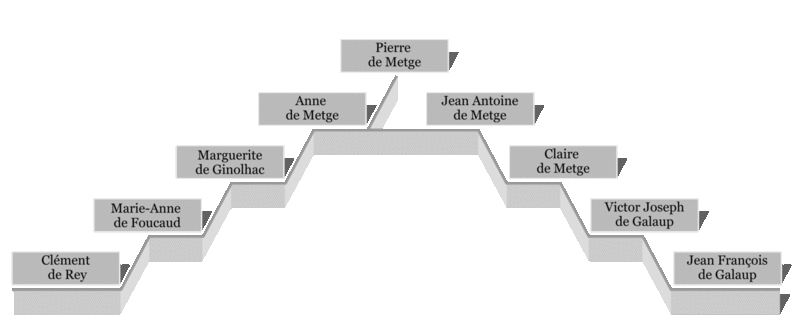 Pierre
de Metge
Anne
de Metge
Jean Antoine
de Metge
Marguerite
de Ginolhac
Claire
de Metge
Marie-Anne
de Foucaud
Victor Joseph
de Galaup
Clément
de Rey
Jean François
de Galaup